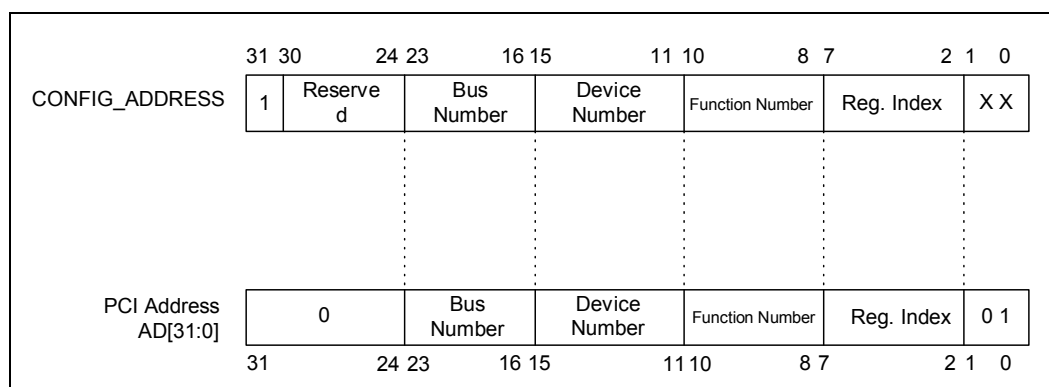 31 30 24 23 16 15 11 10 8 7 2 1 0
CONFIG_ADDRESS 1 Reserve
d Bus
Number Device
Number Function Number Reg. Index X X
PCI Address
AD[31:0] 0 Bus
Number Device
Number Function Number Reg. Index 0 1
31 24 23 16 15 11 10 8 7 2 1 0